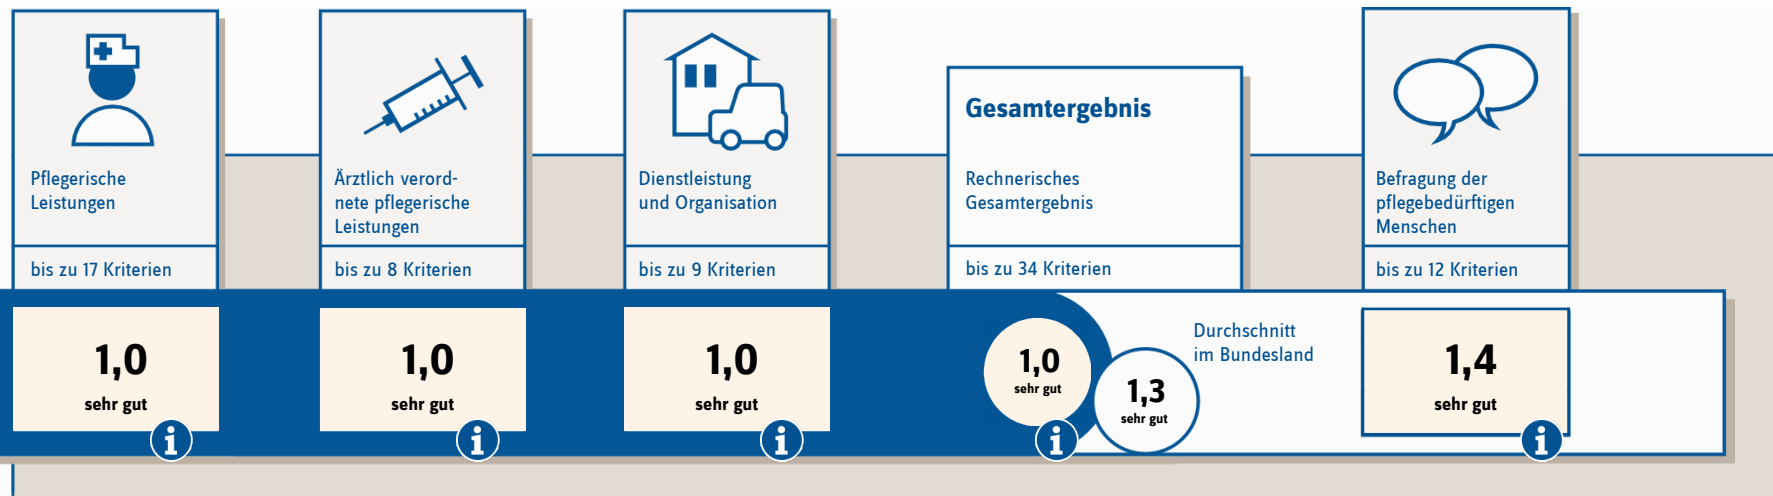 Pflegerische
Leistungen
bis zu 17 Kriterien
1,0
sehr gut
i
Ärztlich verord-
nete pflegerische
Leistungen
bis zu 8 Kriterien
1,0
sehr gut
i
Dienstleistung
und Organisation
bis zu 9 Kriterien
1,0
sehr gut
i
Gesamtergebnis
Rechnerisches
Gesamtergebnis
bis zu 34 Kriterien
1,0
sehr gut
i
1,3
sehr gut
Durchschnitt
im Bundesland
Befragung der
pflegebedürftigen
Menschen
bis zu 12 Kriterien
1,4
sehr gut
i